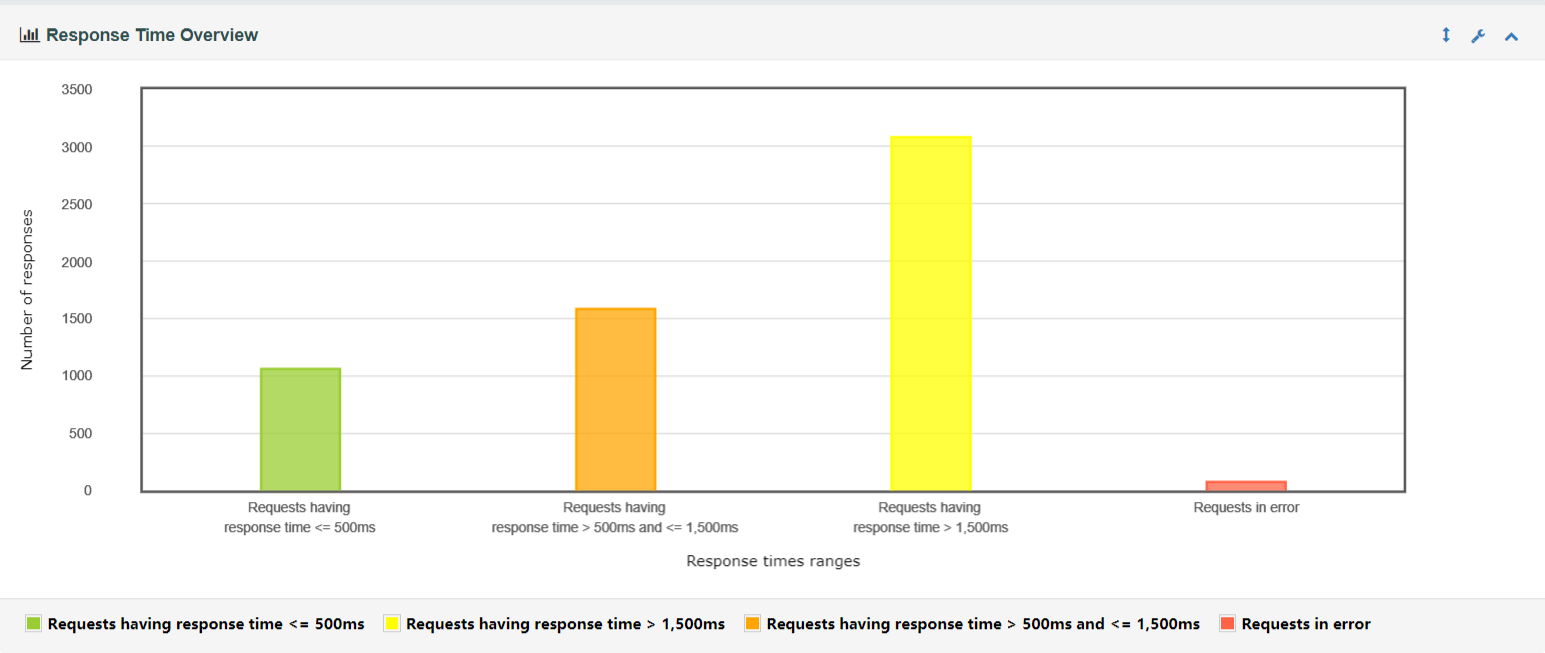 Response Time Overview
3500
3000
2500
2000
1500
1000
500
0
Number of responses
Requests having
response time <= 500ms
Requests having
response time > 500ms and <= 1,500ms
Requests having
response time > 1,500ms
Requests in error
Response times ranges
Requests having response time <= 500ms Requests having response time > 1,500ms Requests having response time > 500ms and <= 1,500ms Requests in error